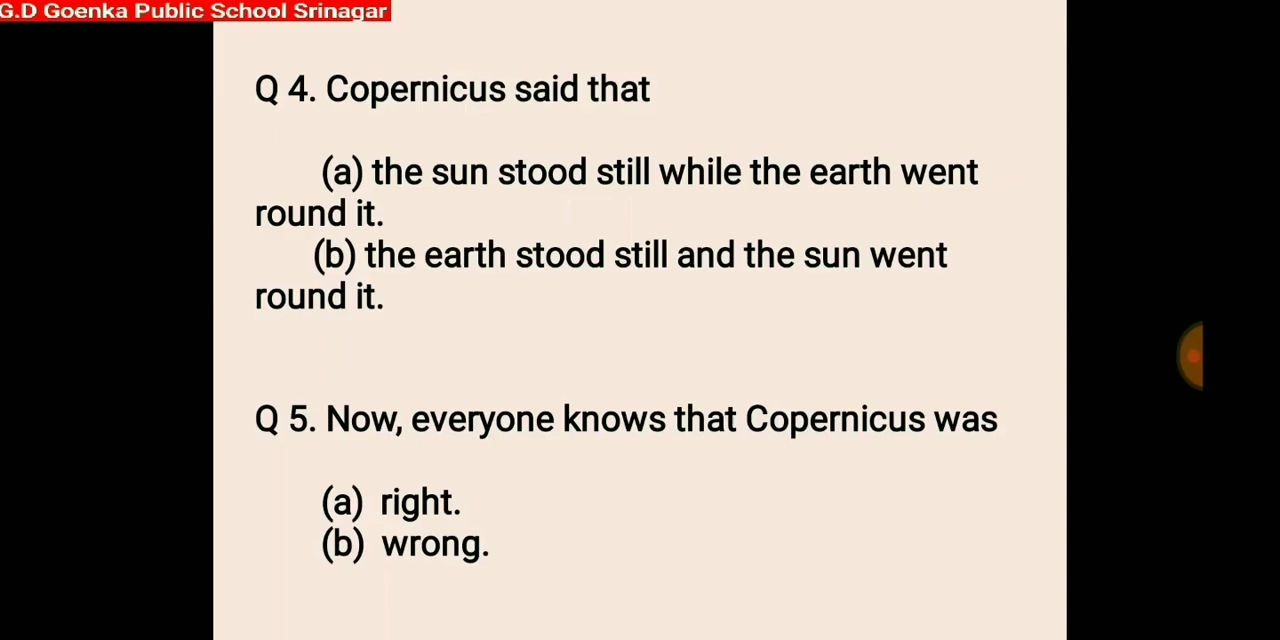 G.D Goenka Public School Srinagar
Q 4. Copernicus said that
(a) the sun stood still while the earth went
round it.
(b) the earth stood still and the sun went
round it.
Q 5. Now, everyone knows that Copernicus was
(a) right.
(b) wrong.